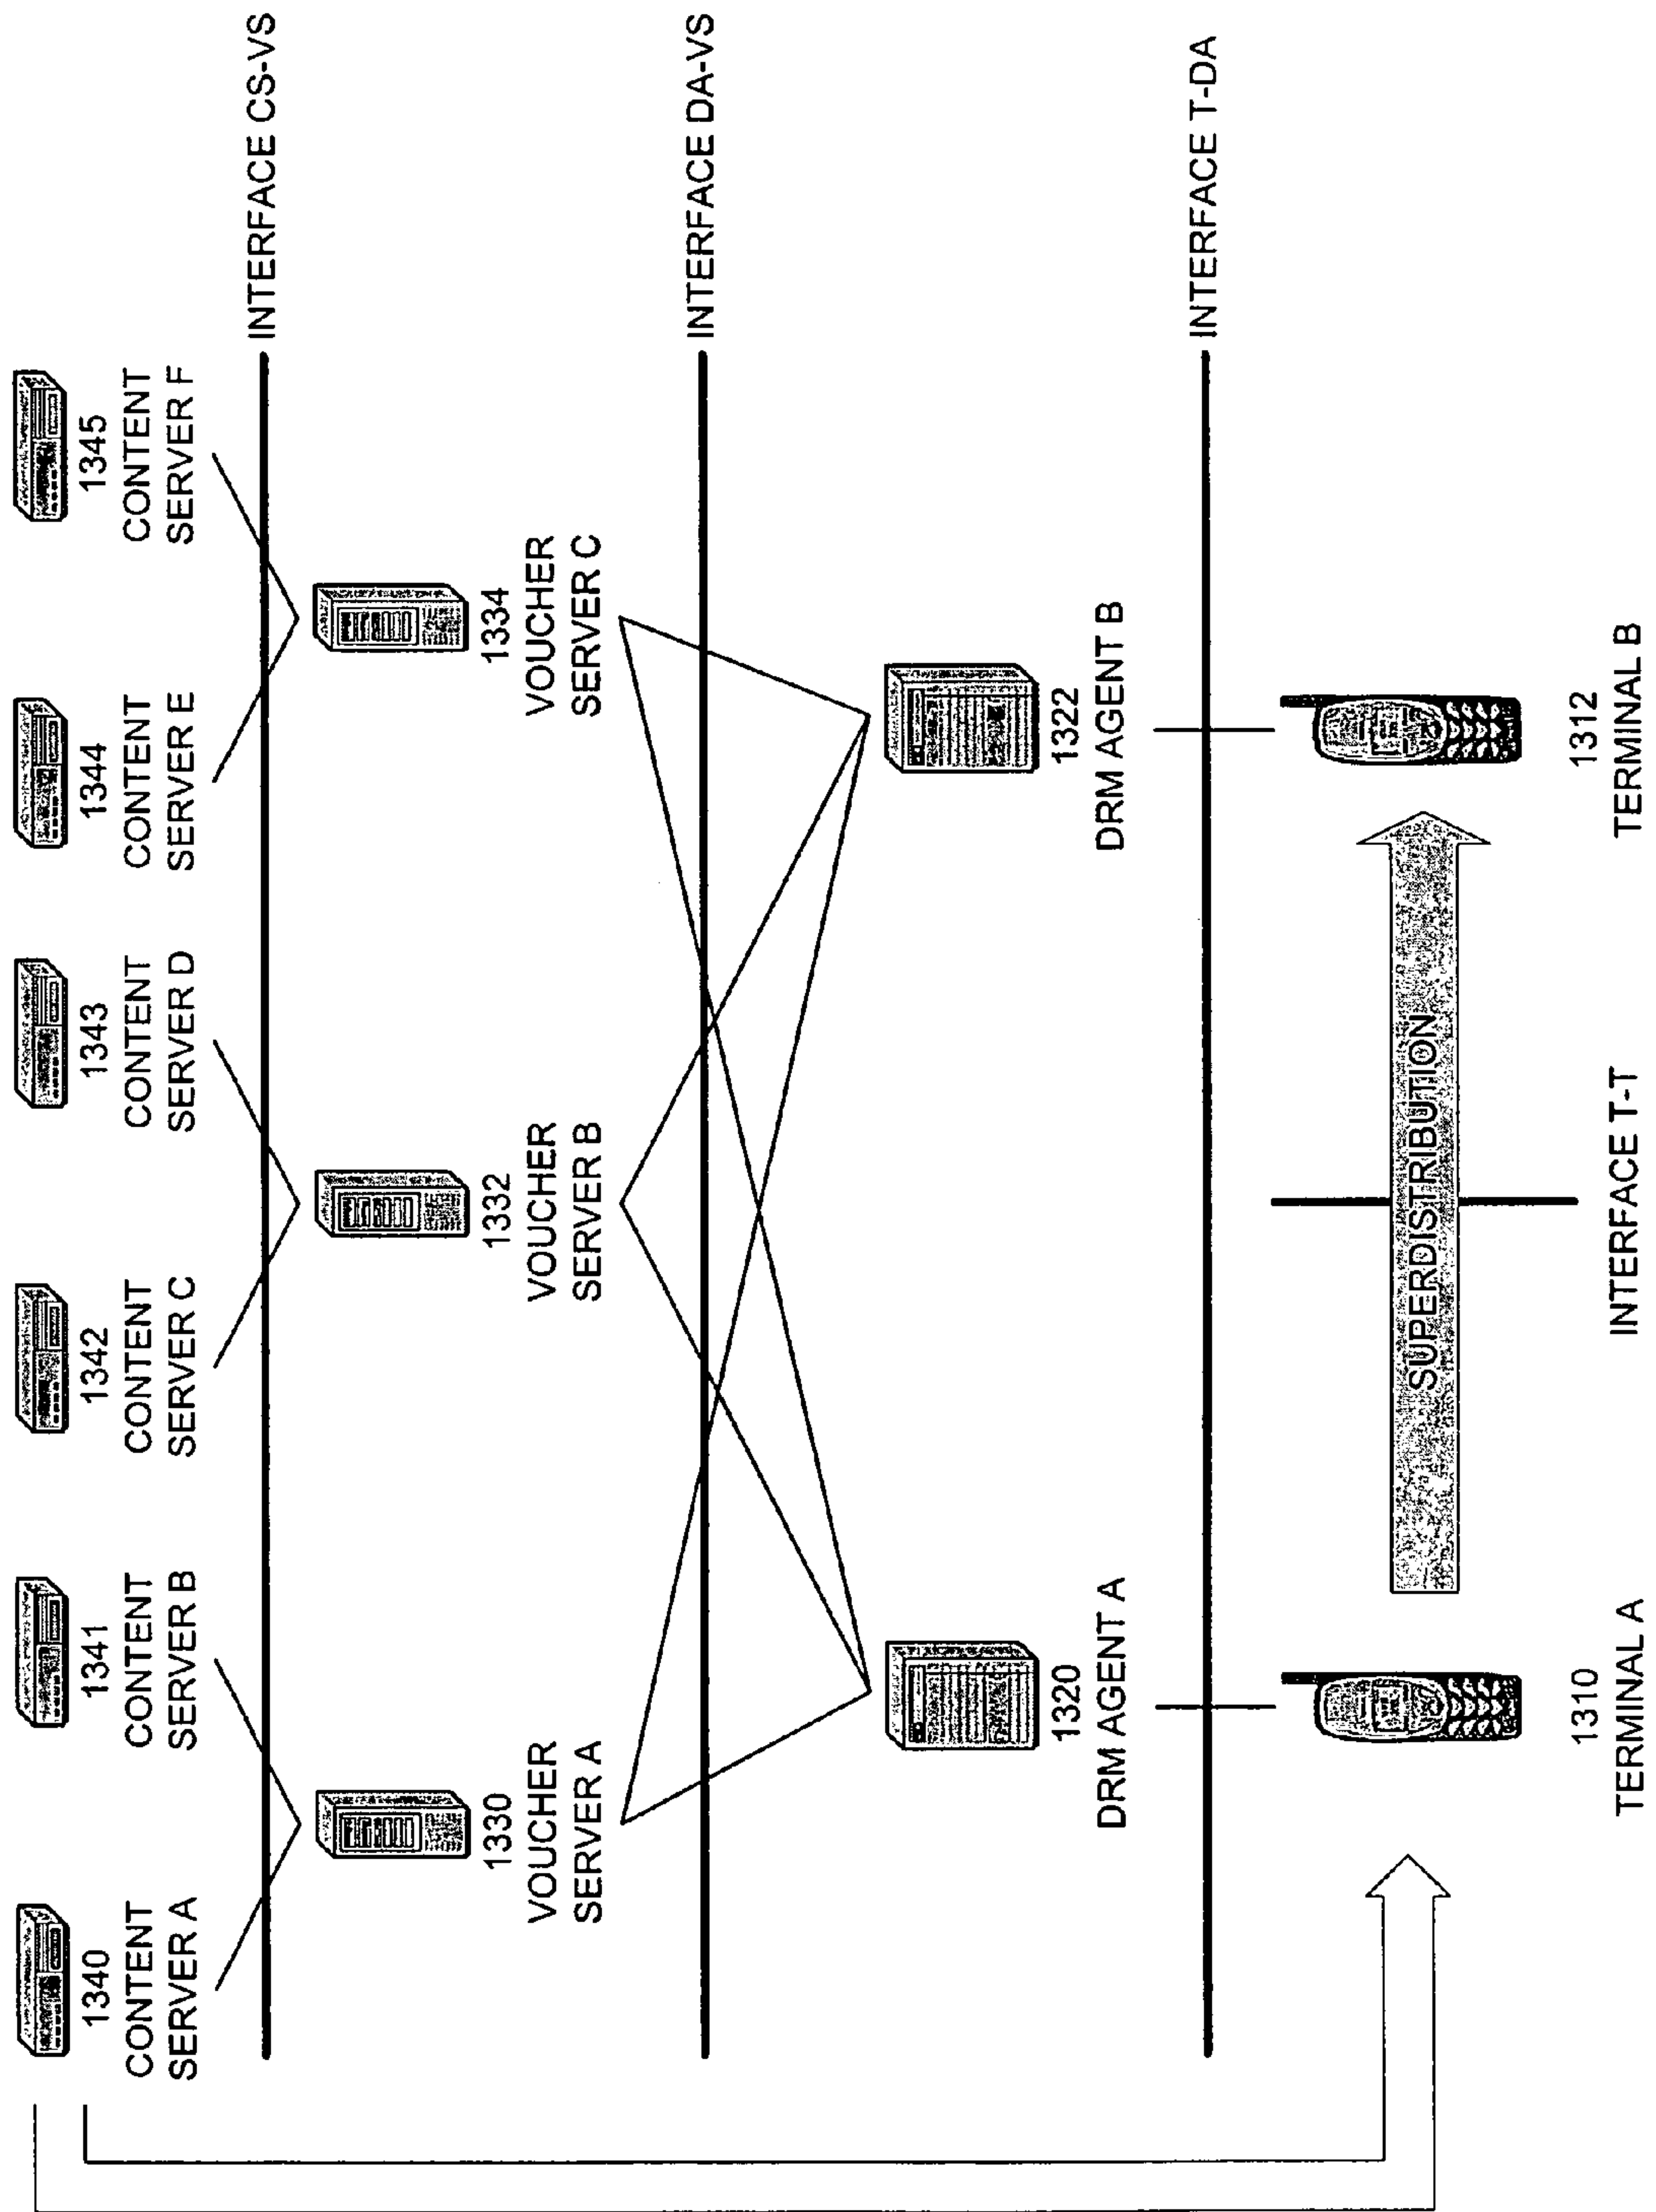 1340
CONTENT
SERVER A
1341
CONTENT
SERVER B
1342
CONTENT
SERVER C
1343
CONTENT
SERVER D
1344
CONTENT
SERVER E
1345
CONTENT
SERVER F
INTERFACE CS-VS
1330
VOUCHER
SERVER A
1332
VOUCHER
SERVER B
1334
VOUCHER
SERVER C
INTERFACE DA-VS
1320
DRM AGENT A
1322
DRM AGENT B
INTERFACE T-DA
SUPERDISTRIBUTION
1310
TERMINAL A
INTERFACE T-T
1312
TERMINAL B